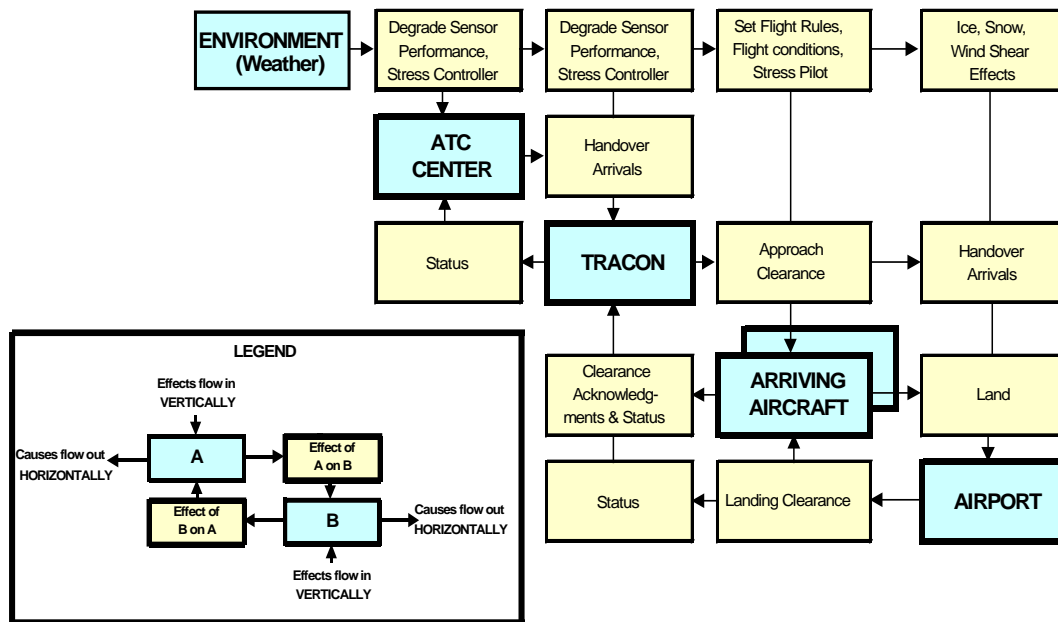 ENVIRONMENT
(Weather)
Degrade Sensor
Performance,
Stress Controller
Degrade Sensor
Performance,
Stress Controller
Set Flight Rules,
Flight conditions,
Stress Pilot
Ice, Snow,
Wind Shear
Effects
ATC
CENTER
Handover
Arrivals
Status
TRACON
Approach
Clearance
Handover
Arrivals
Clearance
Acknowledg-
ments & Status
ARRIVING
AIRCRAFT
Land
Status
Landing Clearance
AIRPORT
LEGEND
Effects flow in
VERTICALLY
Causes flow out
HORIZONTALLY
A
Effect of
A on B
Effect of
B on A
B
Causes flow out
HORIZONTALLY
Effects flow in
VERTICALLY